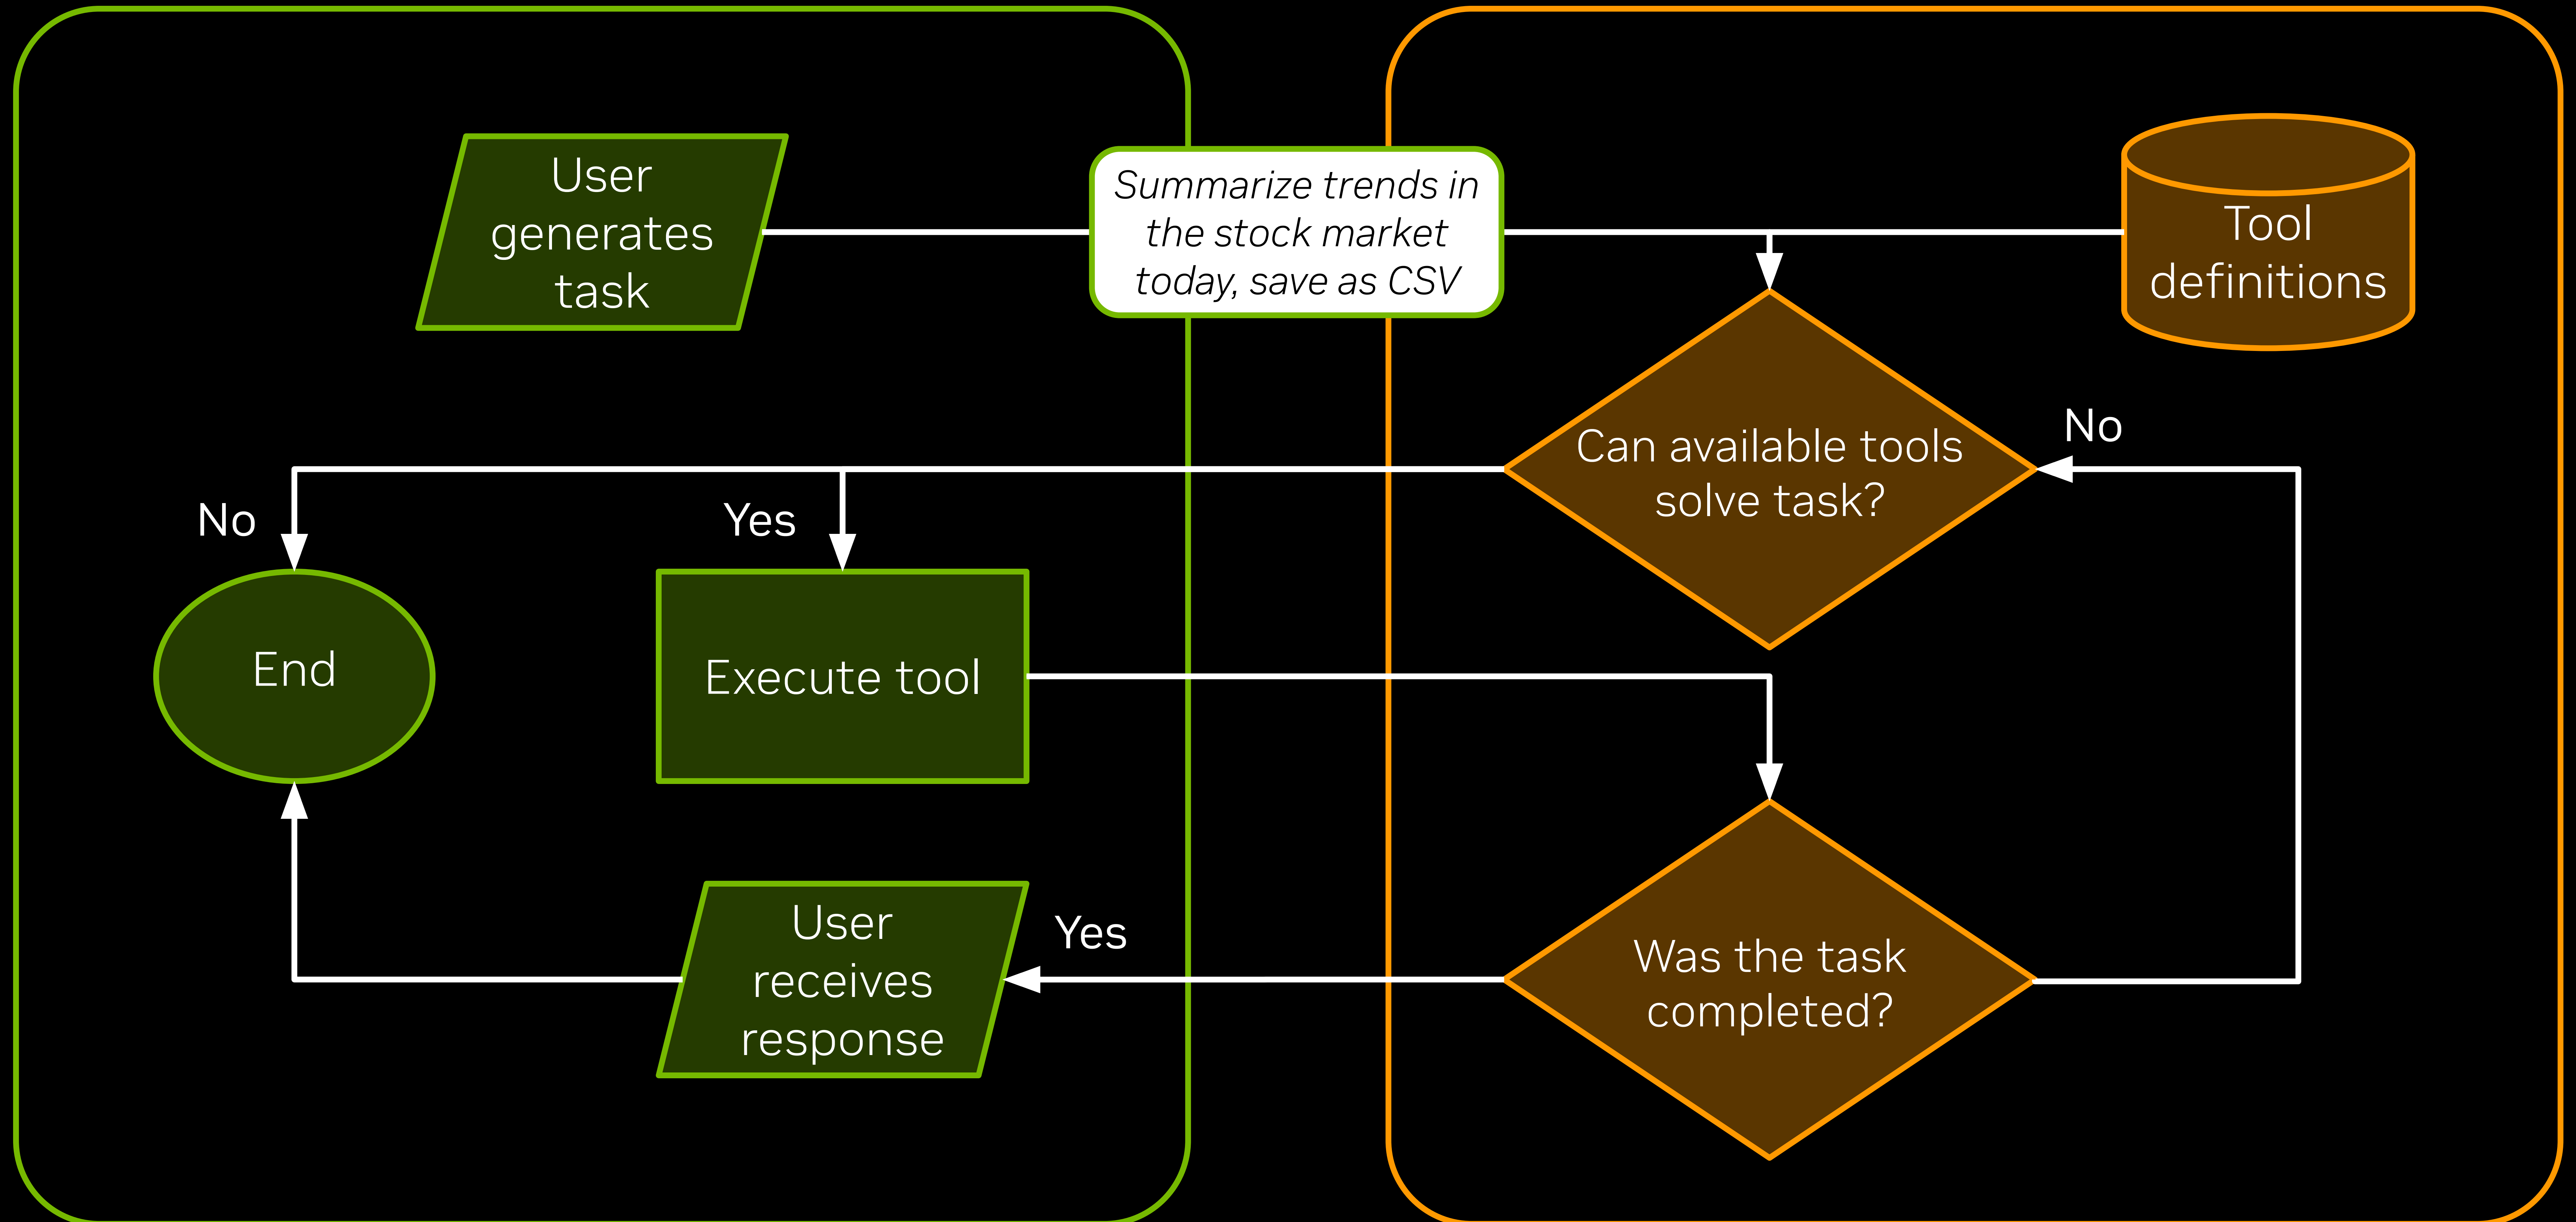 User
generates
task
Summarize trends in
the stock market
today, save as CSV
Tool
definitions
Can available tools
solve task?
No
No
Yes
End
Execute tool
User
receives
response
Yes
Was the task
completed?